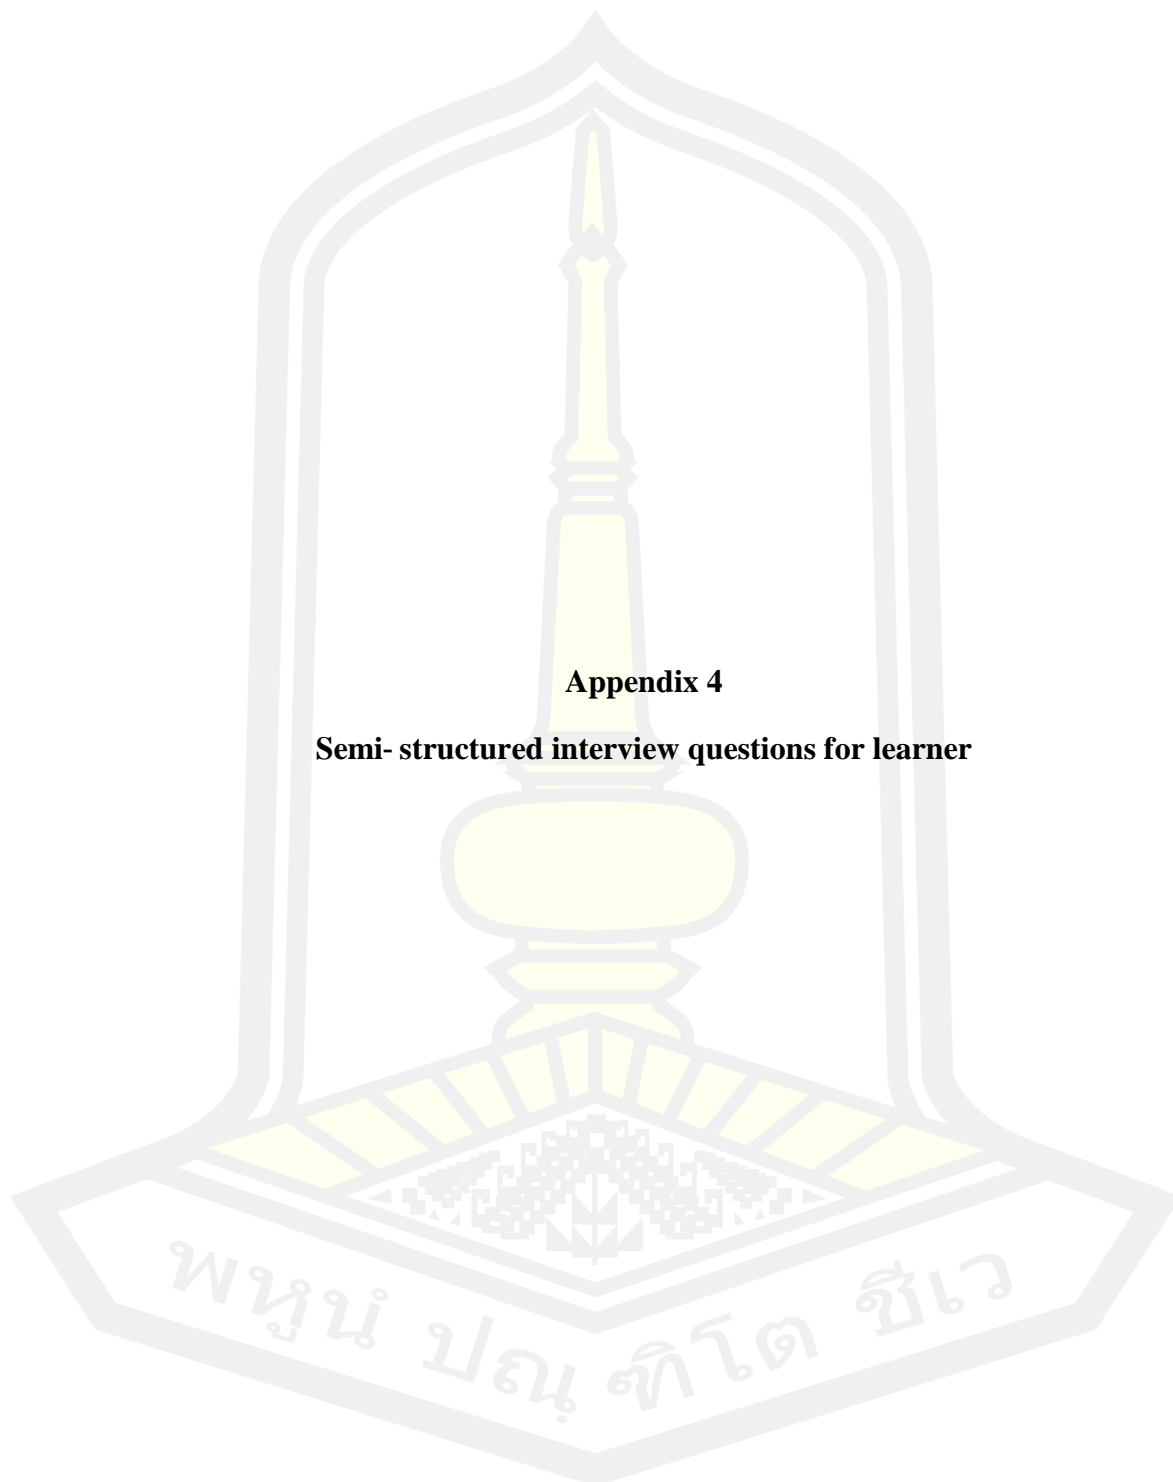 Appendix 4
Semi- structured interview questions for learner
พหูนํ ปณฺฑิโต ชีเว